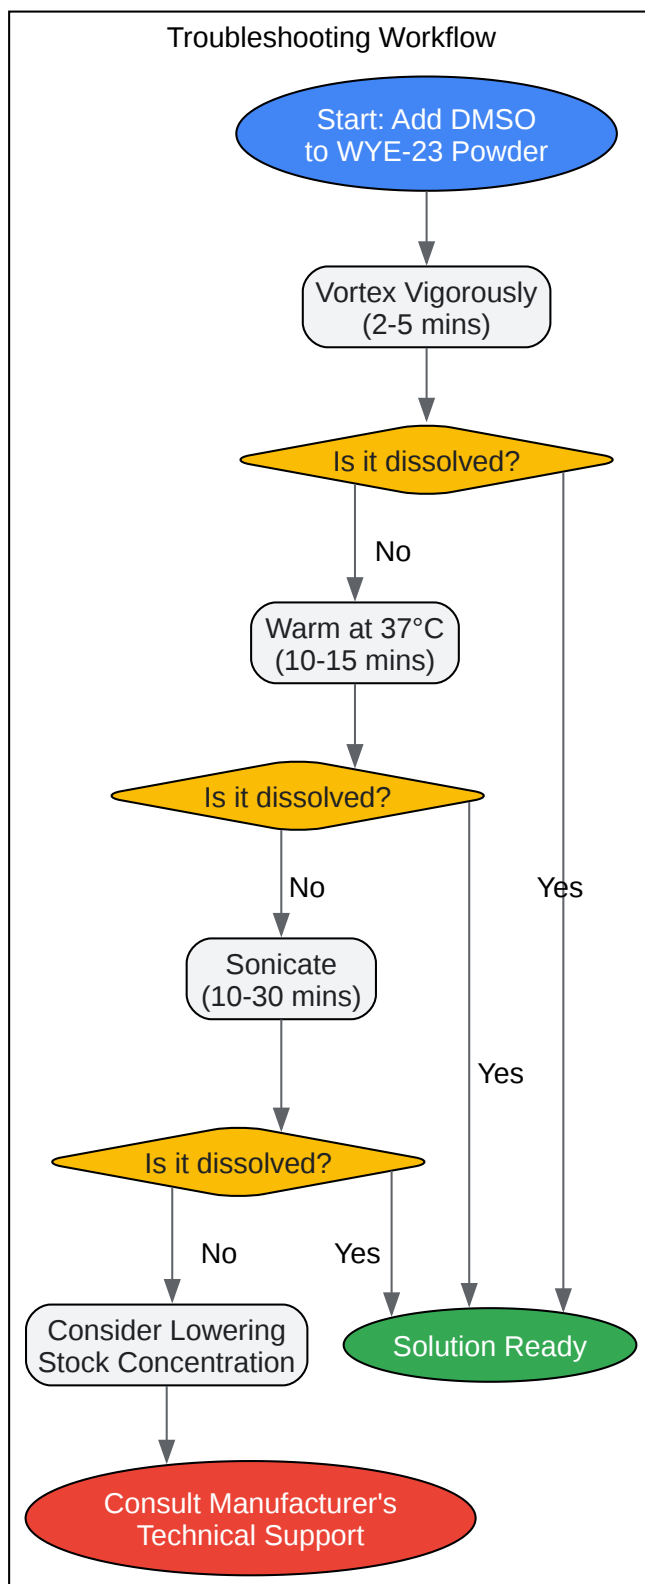 Troubleshooting Workflow
Start: Add DMSO
to WYE-23 Powder
Vortex Vigorously
(2-5 mins)
Is it dissolved?
No
Warm at 37°C
(10-15 mins)
Is it dissolved?
No
Yes
Sonicate
(10-30 mins)
Yes
Is it dissolved?
No
Yes
Consider Lowering
Stock Concentration
Solution Ready
Consult Manufacturer's
Technical Support